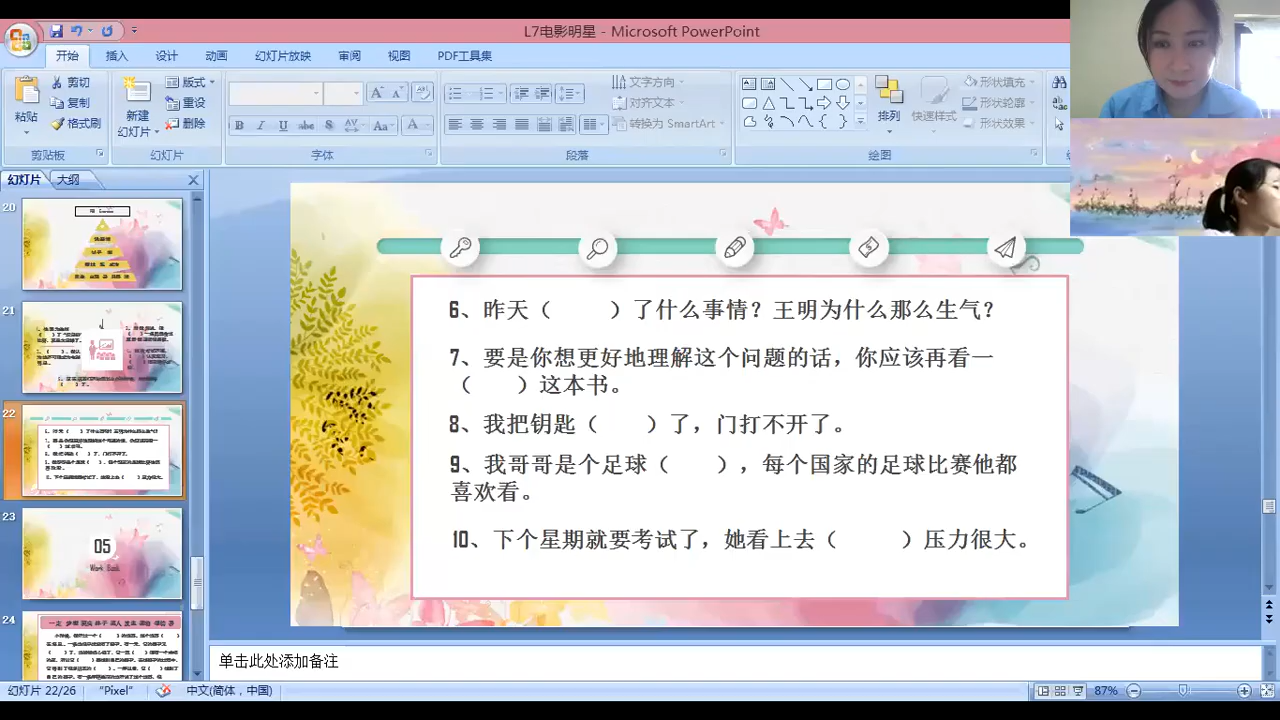 L7电影明星 - Microsoft PowerPoint
开始 插入 设计 动画 幻灯片放映 审阅 视图 PDF工具集
粘贴 剪切 复制 格式刷 剪贴板
新建 幻灯片 版式 重设 删除 幻灯片
字体
文字方向 对齐文本 转换为 SmartArt 段落
排列 快速样式 形状填充 形状轮廓 形状效果 绘图
幻灯片 大纲
20
21
22
23
05
Work Book
24
6、昨天（ ）了什么事情？王明为什么那么生气？
7、要是你想更好地理解这个问题的话，你应该再看一
（ ）这本书。
8、我把钥匙（ ）了，门打不开了。
9、我哥哥是个足球（ ），每个国家的足球比赛他都
喜欢看。
10、下个星期就要考试了，她看上去（ ）压力很大。
单击此处添加备注
幻灯片 22/26 "Pixel" 中文(简体，中国) 87%